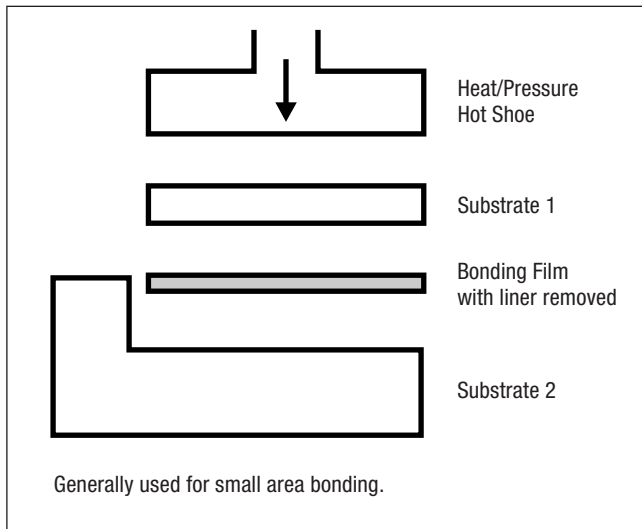 Heat/Pressure
Hot Shoe
Substrate 1
Bonding Film
with liner removed
Substrate 2
Generally used for small area bonding.